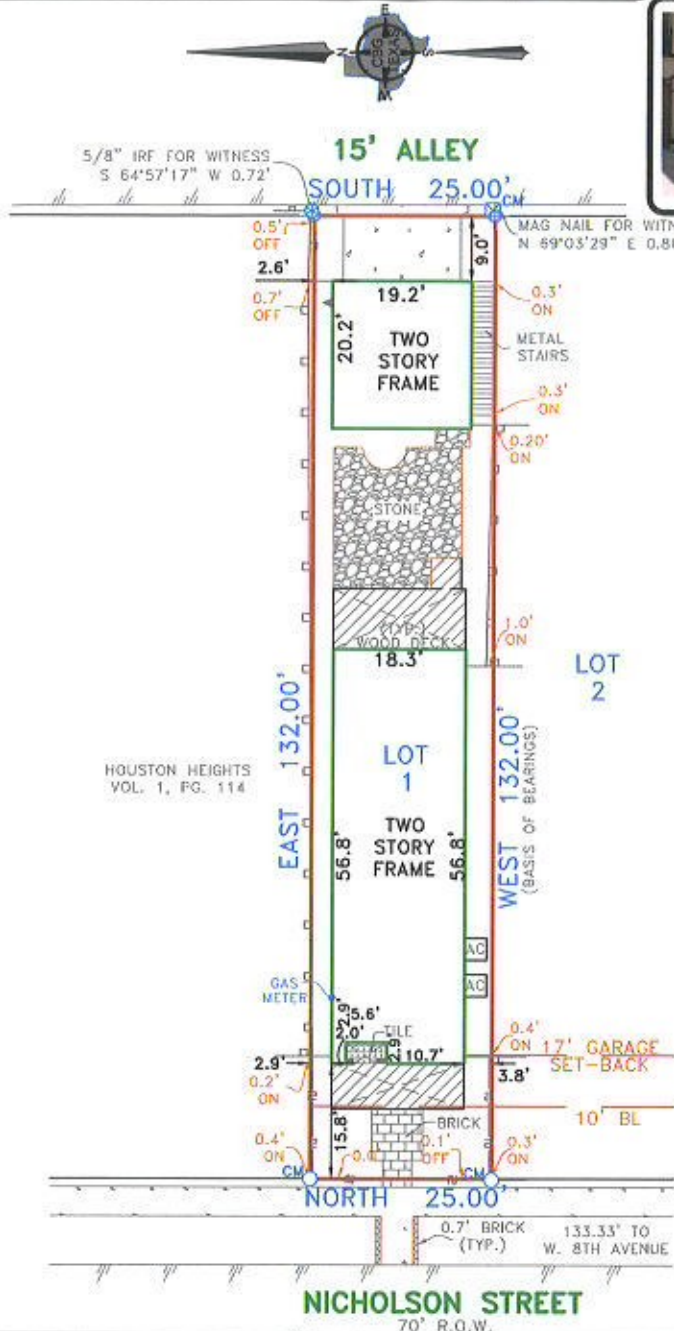 E
N
CBG
TEXAS
S
W
5/8" IRF FOR WITNESS
S 64°57'17" W 0.72'
15' ALLEY
SOUTH 25.00'
CM
MAG NAIL FOR
N 69°03'29" E
0.5'
OFF
2.6'
0.7'
OFF
9.0'
19.2'
20.2'
TWO
STORY
FRAME
0.3'
ON
METAL
STAIRS
0.3'
ON
0.20'
ON
STONE
(TYP.)
WOOD DECK
18.3'
1.0'
ON
LOT
2
EAST 132.00'
WEST 132.00'
(BASIS OF BEARINGS)
HOUSTON HEIGHTS
VOL. 1, PG. 114
LOT
1
TWO
STORY
FRAME
56.8'
56.8'
AC
AC
GAS
METER
2.9'
5.6'
2.0'
TILE
2.9'
10.7'
2.9'
0.2'
ON
0.4'
ON
17' GARAGE
SET-BACK
3.8'
10' BL
15.8'
BRICK
0.4'
ON
0.1'
OFF
0.3'
ON
CM
CM
NORTH 25.00'
0.7' BRICK
(TYP.)
133.33' TO
W. 8TH AVENUE
NICHOLSON STREET
70' R.O.W.